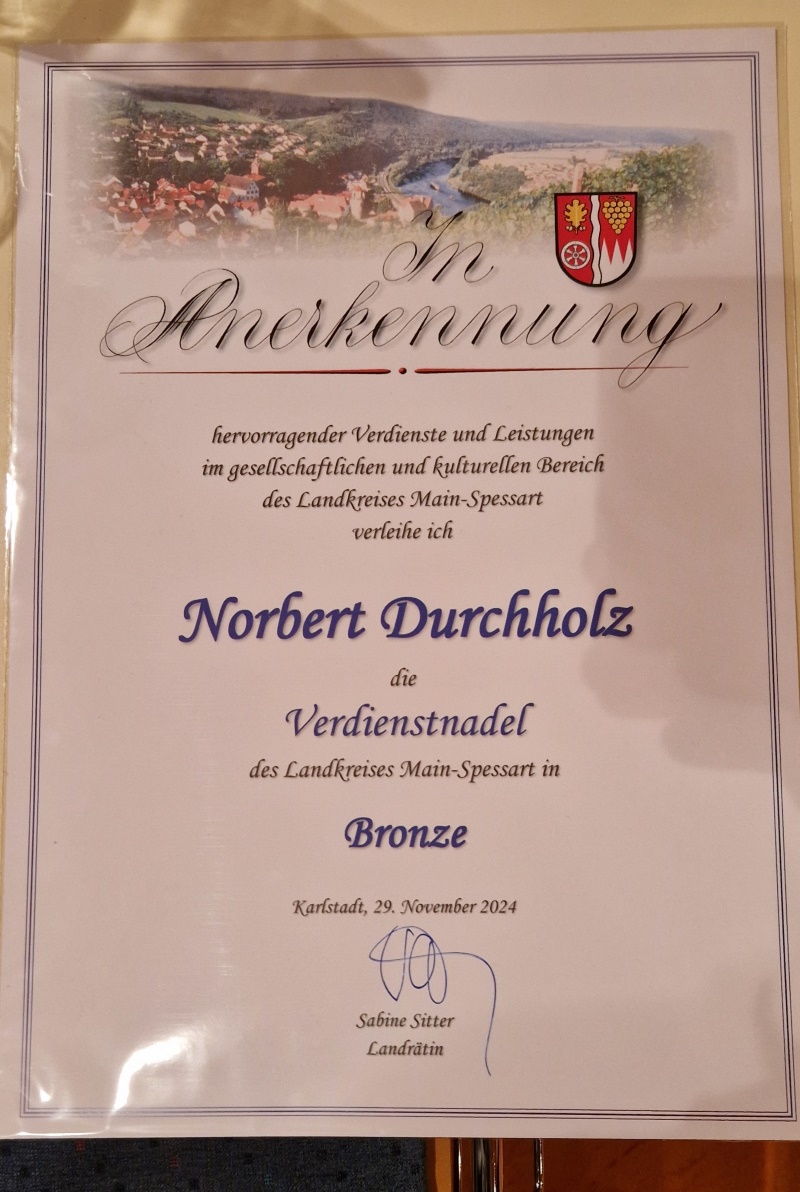 In
Anerkennung
hervorragender Verdienste und Leistungen
im gesellschaftlichen und kulturellen Bereich
des Landkreises Main-Spessart
verleihe ich
Norbert Durchholz
die
Verdienstnadel
des Landkreises Main-Spessart in
Bronze
Karlstadt, 29. November 2024
Sabine Sitter
Landrätin